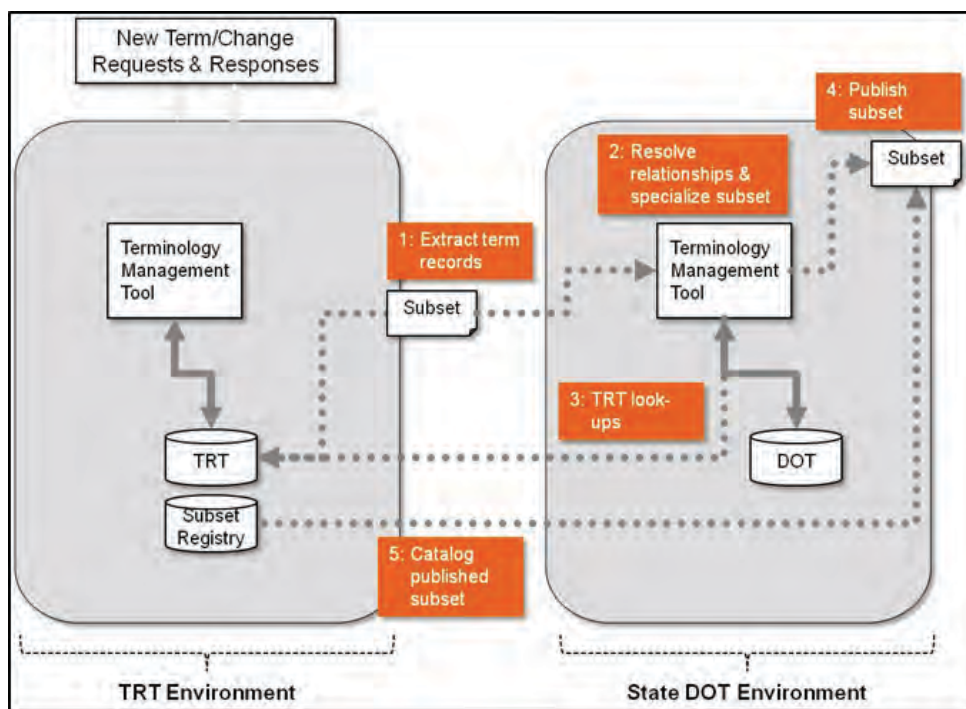 New Term/Change
Requests & Responses
4: Publish
subset
2: Resolve
relationships &
specialize subset
Subset
1: Extract term
records
Terminology
Management
Tool
Terminology
Management
Tool
Subset
3: TRT look-
ups
TRT
DOT
Subset
Registry
5: Catalog
published
subset
TRT Environment
State DOT Environment